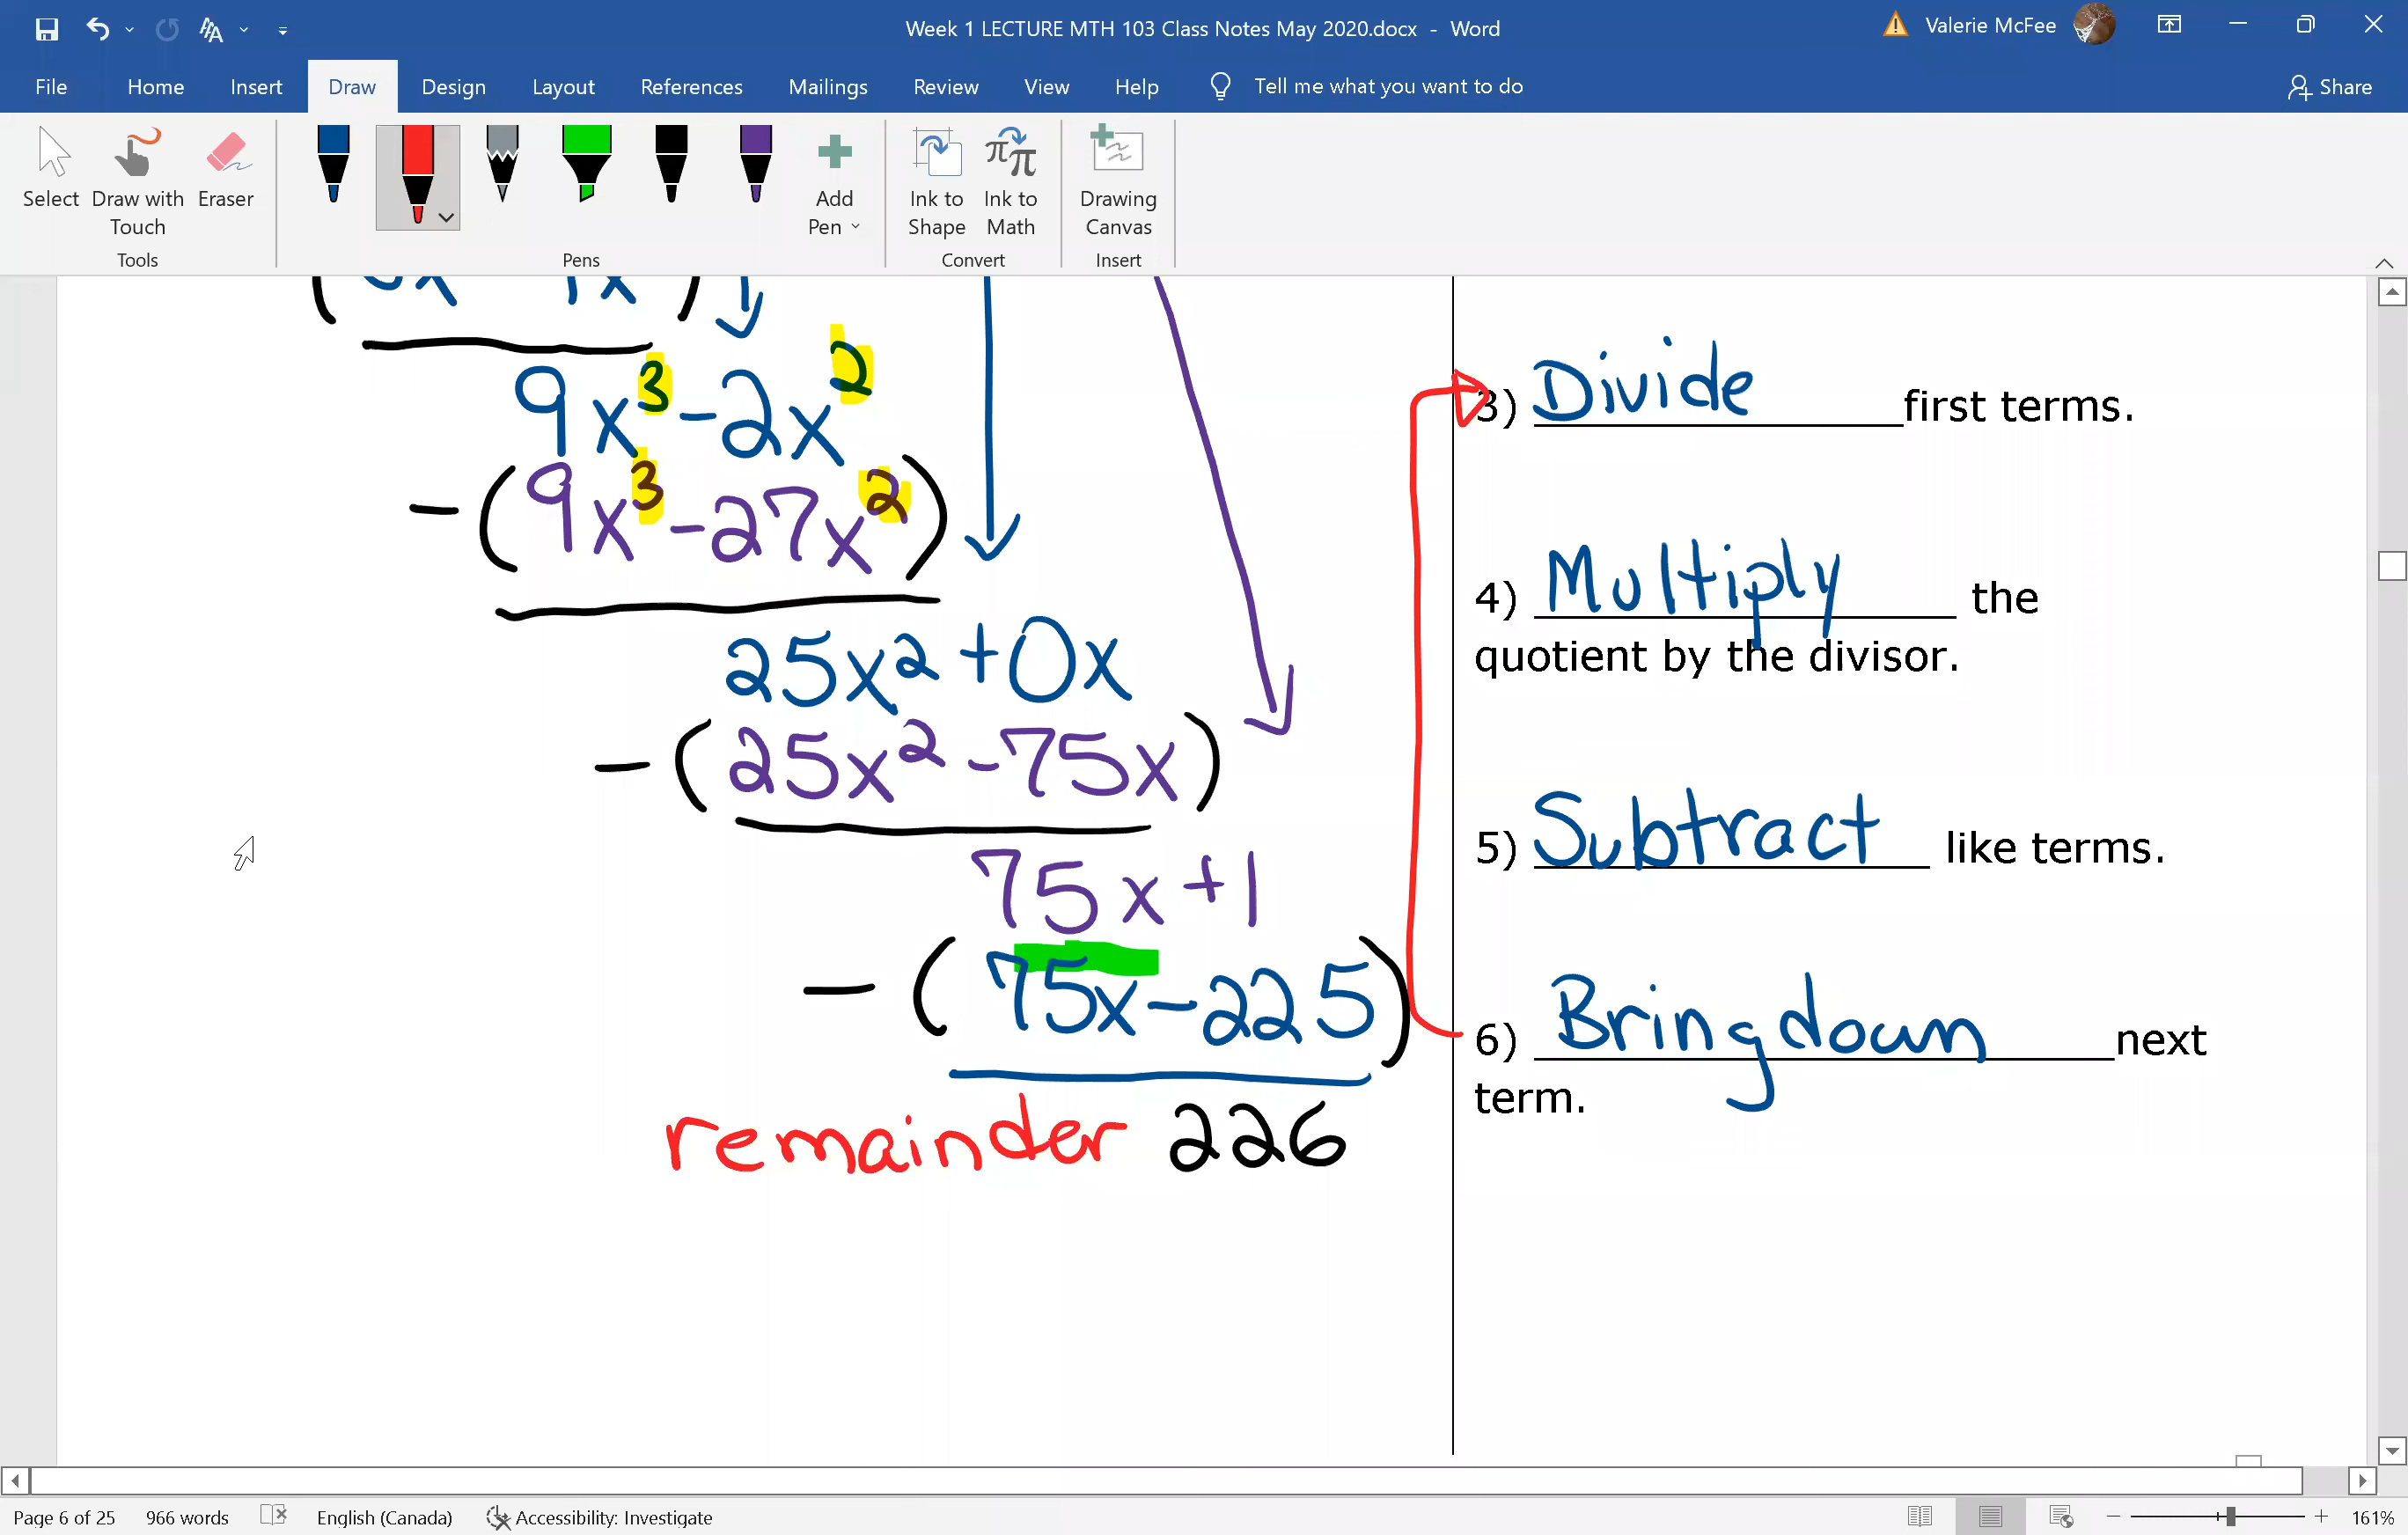 Week 1 LECTURE MTH 103 Class Notes May 2020.docx - Word
Valerie McFee
File Home Insert Draw Design Layout References Mailings Review View Help Tell me what you want to do Share
Select Draw with Touch Eraser
Add Pen
Ink to Shape Ink to Math
Drawing Canvas
Tools Pens Convert Insert
9x³-2x²
-(9x³-27x²)
25x²+0x
-(25x²-75x)
75x+1
-(75x-225)
remainder 226
3) Divide first terms.
4) Multiply the
quotient by the divisor.
5) Subtract like terms.
6) Bring down next
term.
Page 6 of 25 966 words English (Canada) Accessibility: Investigate 161%